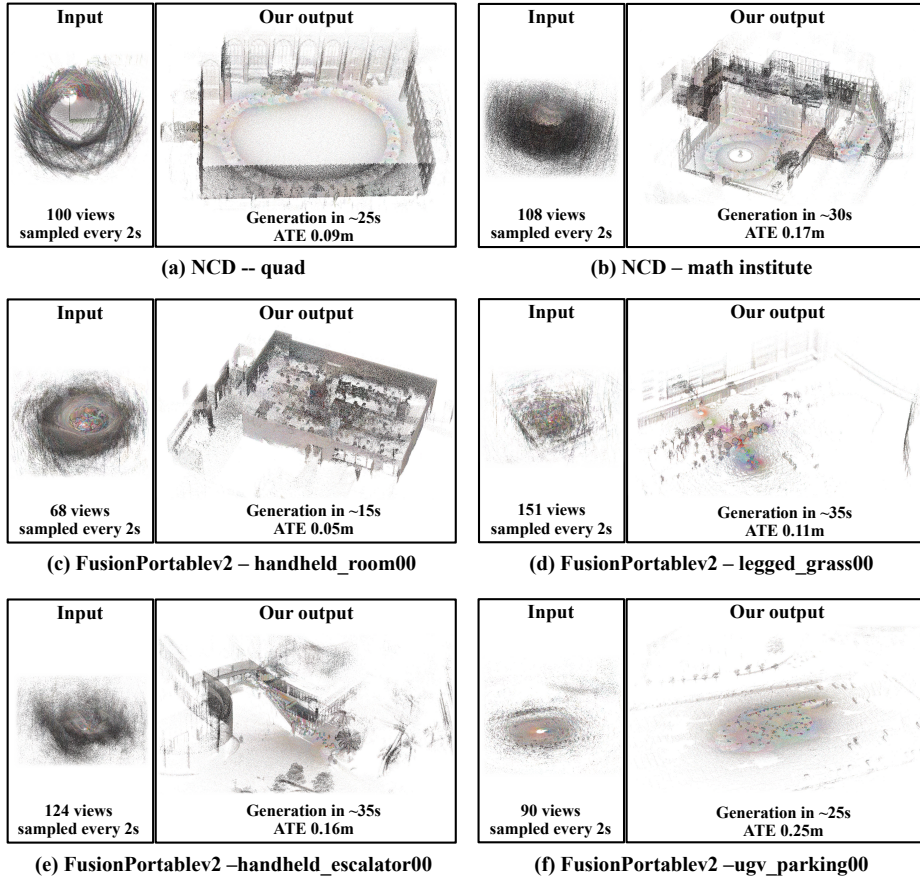 Input
Our output
100 views
sampled every 2s
Generation in ~25s
ATE 0.09m
(a) NCD -- quad
Input
Our output
108 views
sampled every 2s
Generation in ~30s
ATE 0.17m
(b) NCD – math institute
Input
Our output
68 views
sampled every 2s
Generation in ~15s
ATE 0.05m
(c) FusionPortablev2 – handheld_room00
Input
Our output
151 views
sampled every 2s
Generation in ~35s
ATE 0.11m
(d) FusionPortablev2 – legged_grass00
Input
Our output
124 views
sampled every 2s
Generation in ~35s
ATE 0.16m
(e) FusionPortablev2 –handheld_escalator00
Input
Our output
90 views
sampled every 2s
Generation in ~25s
ATE 0.25m
(f) FusionPortablev2 –ugv_parking00